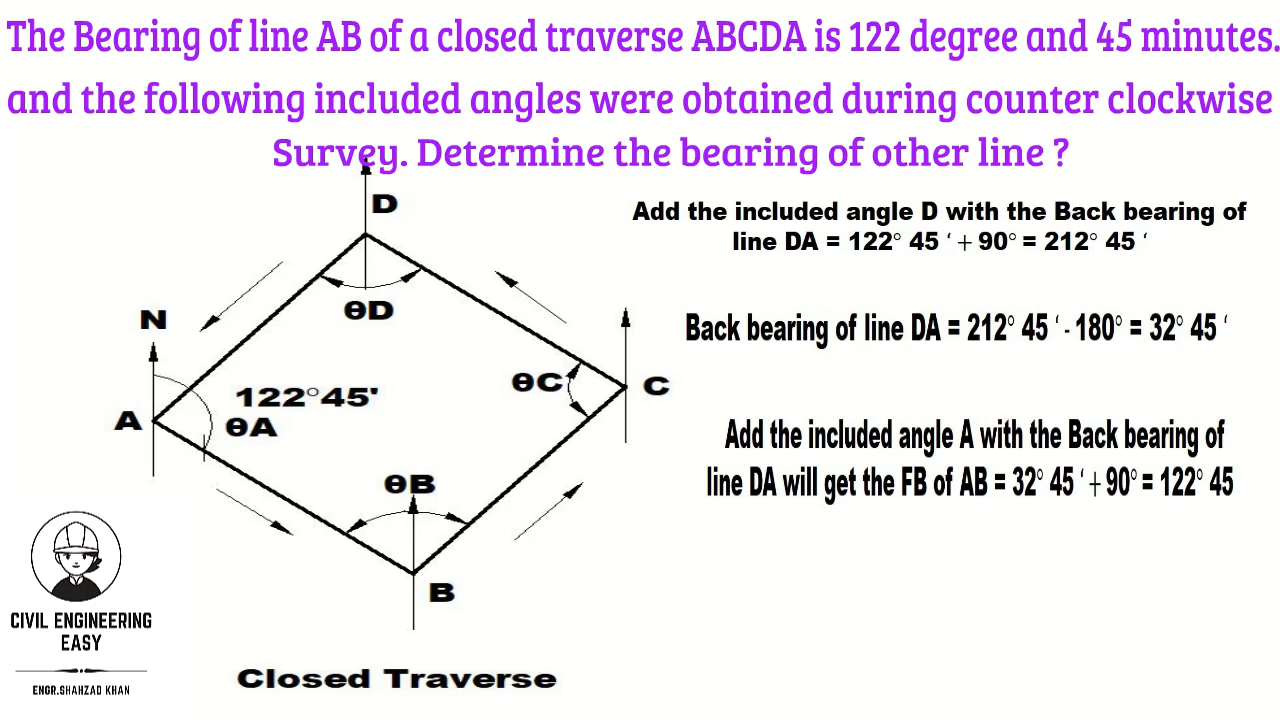 The Bearing of line AB of a closed traverse ABCDA is 122 degree and 45 minutes.
and the following included angles were obtained during counter clockwise
Survey. Determine the bearing of other line ?
D
Add the included angle D with the Back bearing of
line DA = 122° 45 ‘ + 90° = 212° 45 ‘
θD
N
Back bearing of line DA = 212° 45 ‘ - 180° = 32° 45 ‘
122°45'
θC
C
A
θA
Add the included angle A with the Back bearing of
line DA will get the FB of AB = 32° 45 ‘ + 90° = 122° 45
θB
B
CIVIL ENGINEERING
EASY
ENGR.SHAHZAD KHAN
Closed Traverse